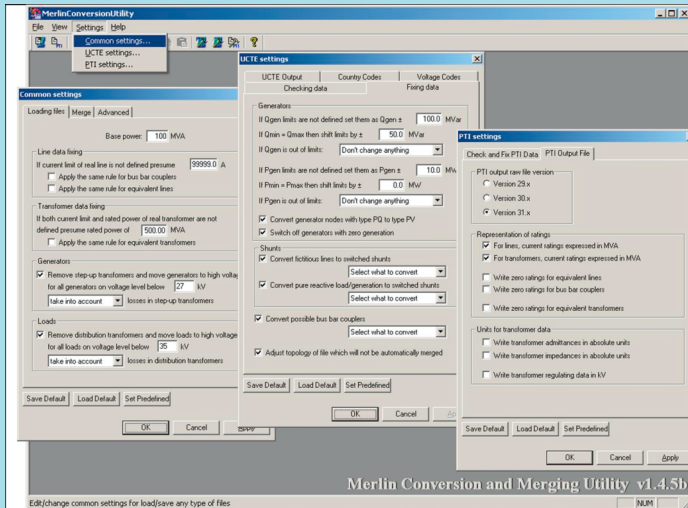 MerlinConversionUtility
File View Settings Help
Common settings...
UCTE settings...
PTI settings...
Common settings
Loading files Merge Advanced
Base power: 100 MVA
Line data fixing
If current limit of real line is not defined presume 99999.0 A
Apply the same rule for bus bar couplers
Apply the same rule for equivalent lines
Transformer data fixing
If both current limit and rated power of real transformer are not
defined presume rated power of 500.00 MVA
Apply the same rule for equivalent transformers
Generators
Remove step-up transformers and move generators to high voltag
for all generators on voltage level below 27 kV
take into account losses in step-up transformers
Loads
Remove distribution transformers and move loads to high voltage
for all loads on voltage level below 35 kV
take into account losses in distribution transformers
Save Default Load Default Set Predefined
OK Cancel Apply
UCTE settings
UCTE Output Country Codes Voltage Codes
Checking data Fixing data
Generators
If Qgen limits are not defined set them as Qgen ± 100.0 MVar
If Qmin = Qmax then shift limits by ± 50.0 MVar
If Qgen is out of limits: Don't change anything
If Pgen limits are not defined set them as Pgen ± 10.0 MW
If Pmin = Pmax then shift limits by ± 0.0 MW
If Pgen is out of limits: Don't change anything
Convert generator nodes with type PQ to type PV
Switch off generators with zero generation
Shunts
Convert fictitious lines to switched shunts
Select what to convert
Convert pure reactive load/generation to switched shunts
Select what to convert
Convert possible bus bar couplers
Select what to convert
Adjust topology of file which will not be automatically merged
Save Default Load Default Set Predefined
OK Cancel Ap
PTI settings
Check and Fix PTI Data PTI Output File
PTI output raw file version
Version 29.x
Version 30.x
Version 31.x
Representation of ratings
For lines, current ratings expressed in MVA
For transformers, current ratings expressed in MVA
Write zero ratings for equivalent lines
Write zero ratings for bus bar couplers
Write zero ratings for equivalent transformers
Units for transformer data
Write transformer admittances in absolute units
Write transformer impedances in absolute units
Write transformer regulating data in kV
Save Default Load Default Set Predefined
OK Cancel Apply
Merlin Conversion and Merging Utility v1.4.5b
Edit/change common settings for load/save any type of files NUM